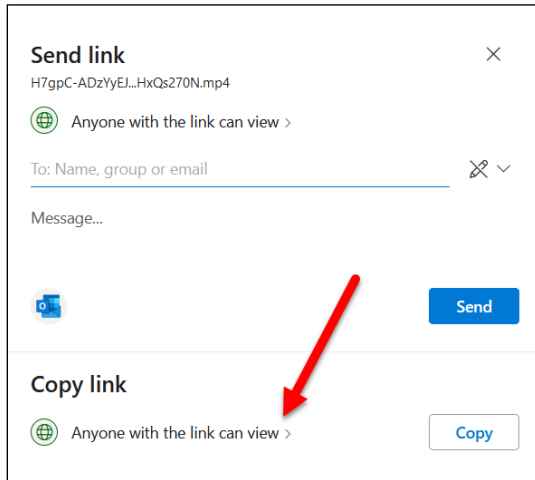 Send link
H7gpC-ADzYyEJ...HxQs270N.mp4
Anyone with the link can view >
To: Name, group or email
Message...
Send
Copy link
Anyone with the link can view >
Copy